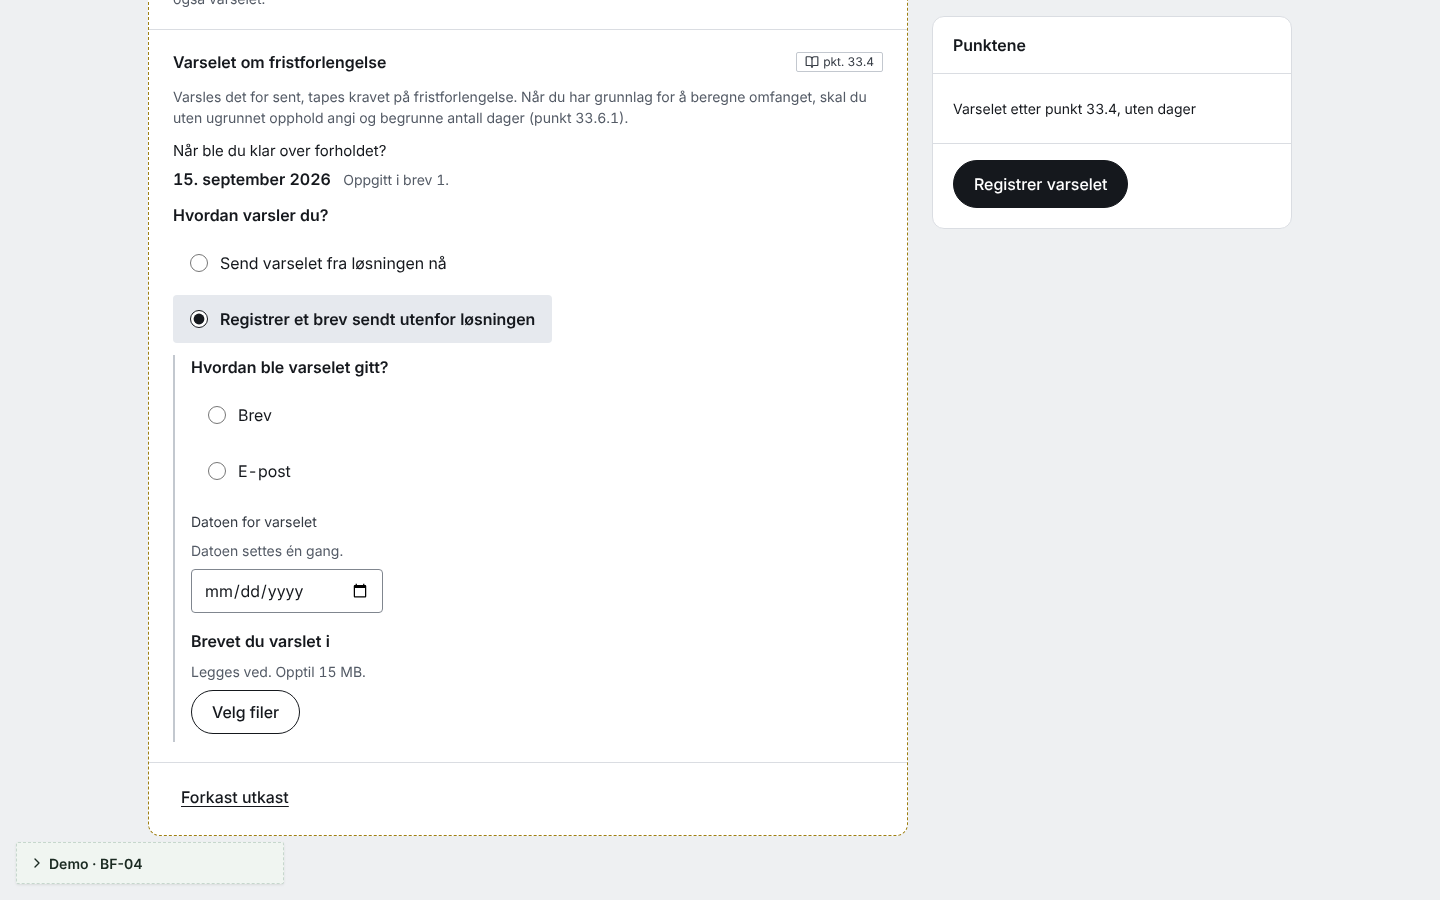 også varselet.
Varselet om fristforlengelse
pkt. 33.4
Varsles det for sent, tapes kravet på fristforlengelse. Når du har grunnlag for å beregne omfanget, skal du
uten ugrunnet opphold angi og begrunne antall dager (punkt 33.6.1).
Når ble du klar over forholdet?
15. september 2026 Oppgitt i brev 1.
Hvordan varsler du?
Send varselet fra løsningen nå
Registrer et brev sendt utenfor løsningen
Hvordan ble varselet gitt?
Brev
E-post
Datoen for varselet
Datoen settes én gang.
mm/dd/yyyy
Brevet du varslet i
Legges ved. Opptil 15 MB.
Velg filer
Forkast utkast
Demo · BF-04
Punktene
Varselet etter punkt 33.4, uten dager
Registrer varselet